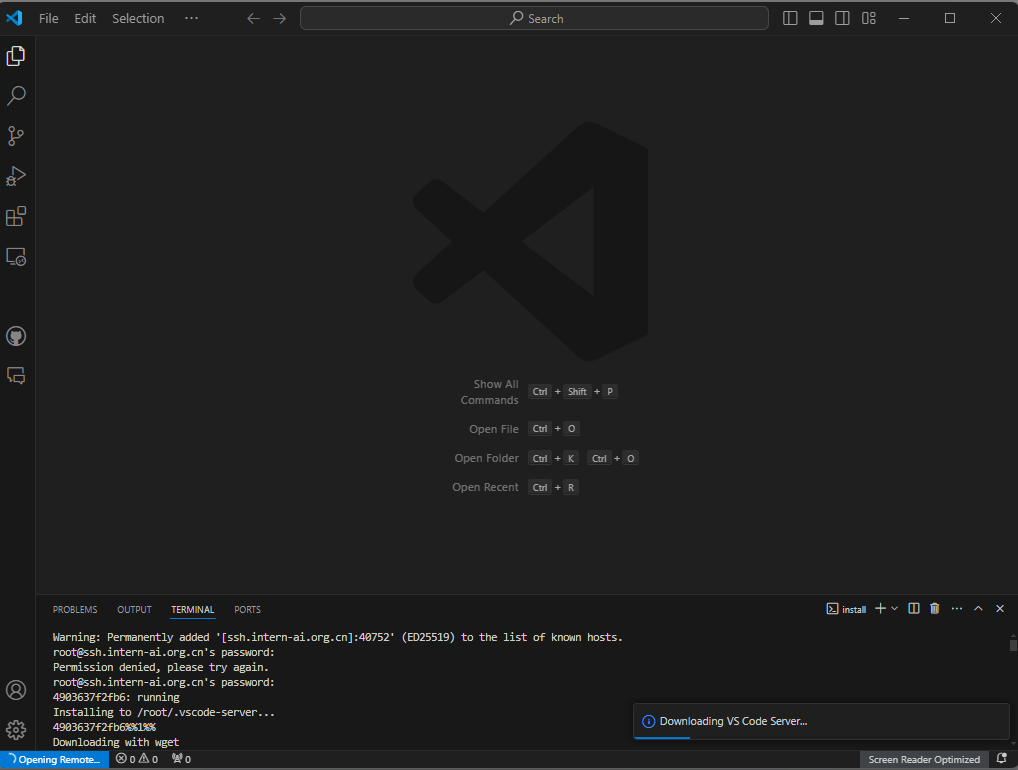 File Edit Selection ··· Search
Show All
Commands Ctrl + Shift + P
Open File Ctrl + O
Open Folder Ctrl + K Ctrl + O
Open Recent Ctrl + R
PROBLEMS OUTPUT TERMINAL PORTS install
Warning: Permanently added '[ssh.intern-ai.org.cn]:40752' (ED25519) to the list of known hosts.
root@ssh.intern-ai.org.cn's password:
Permission denied, please try again.
root@ssh.intern-ai.org.cn's password:
4903637f2fb6: running
Installing to /root/.vscode-server...
4903637f2fb6%%1%%
Downloading with wget
Downloading VS Code Server...
Opening Remote... 0 0 0 Screen Reader Optimized